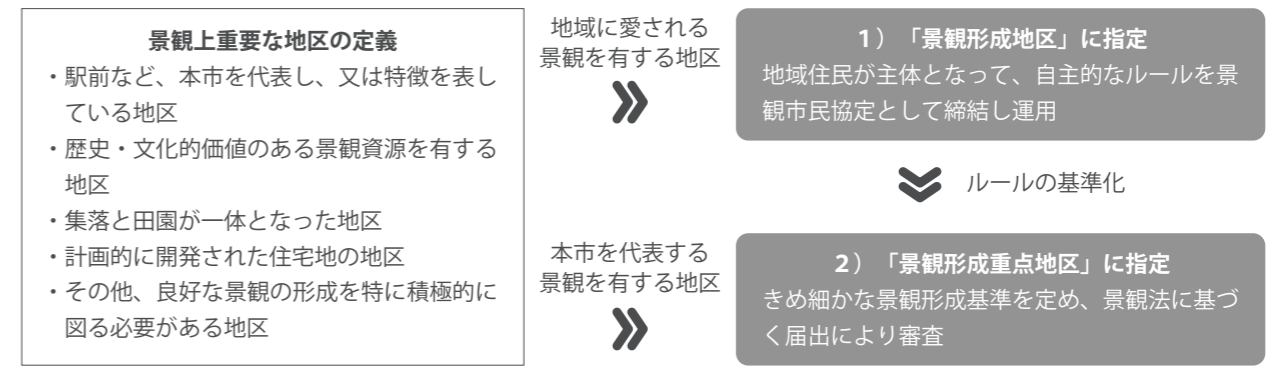 景観上重要な地区の定義
・駅前など、本市を代表し、又は特徴を表し
ている地区
・歴史・文化的価値のある景観資源を有する
地区
・集落と田園が一体となった地区
・計画的に開発された住宅地の地区
・その他、良好な景観の形成を特に積極的に
図る必要がある地区
地域に愛される
景観を有する地区
1）「景観形成地区」に指定
地域住民が主体となって、自主的なルールを景
観市民協定として締結し運用
ルールの基準化
本市を代表する
景観を有する地区
2）「景観形成重点地区」に指定
きめ細かな景観形成基準を定め、景観法に基づ
く届出により審査